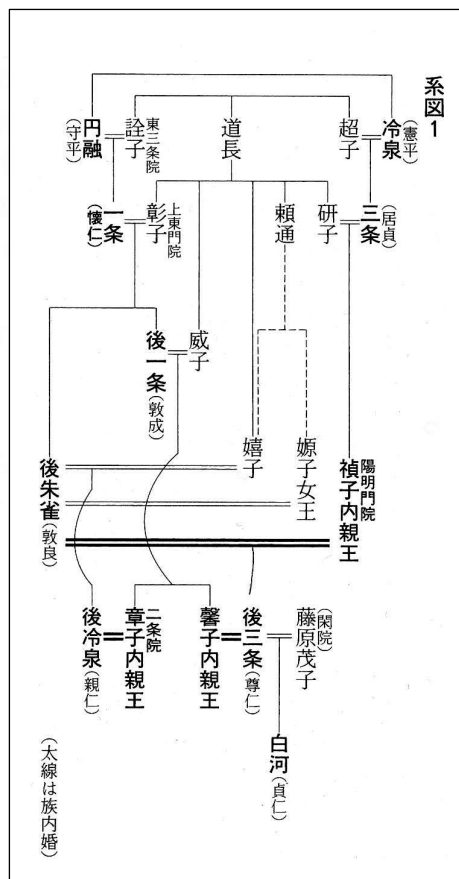 系図1
冷泉(憲平)
超子
道長
詮子 東三条院
円融(守平)
三条(居貞)
研子
頼通
彰子 上東門院
一条(懐仁)
威子
後一条(敦成)
禎子内親王 陽明門院
嫄子女王
嬉子
後朱雀(敦良)
藤原茂子(閑院)
後三条(尊仁)
馨子内親王
章子内親王 二条院
後冷泉(親仁)
白河(貞仁)
(太線は族内婚)